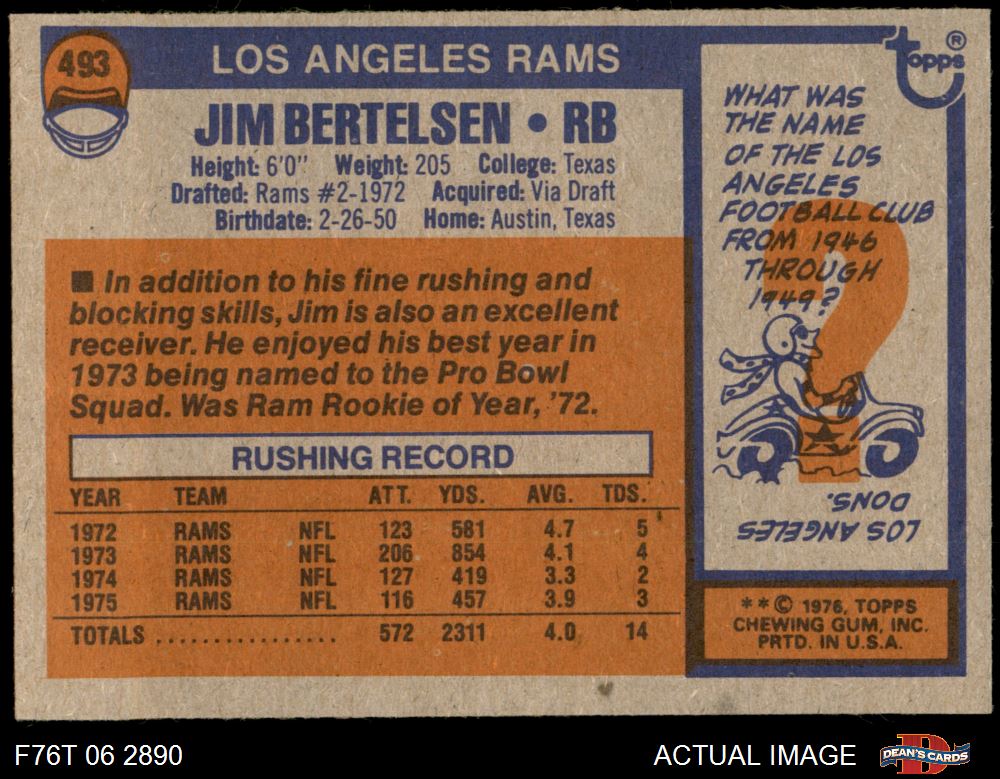 493
LOS ANGELES RAMS
JIM BERTELSEN • RB
Height: 6'0" Weight: 205 College: Texas
Drafted: Rams #2-1972 Acquired: Via Draft
Birthdate: 2-26-50 Home: Austin, Texas
■ In addition to his fine rushing and
blocking skills, Jim is also an excellent
receiver. He enjoyed his best year in
1973 being named to the Pro Bowl
Squad. Was Ram Rookie of Year, '72.
RUSHING RECORD
YEAR TEAM ATT. YDS. AVG. TDS.
1972 RAMS NFL 123 581 4.7 5
1973 RAMS NFL 206 854 4.1 4
1974 RAMS NFL 127 419 3.3 2
1975 RAMS NFL 116 457 3.9 3
TOTALS ................ 572 2311 4.0 14
topps ®
WHAT WAS
THE NAME
OF THE LOS
ANGELES
FOOTBALL CLUB
FROM 1946
THROUGH
1949?
?
LOS ANGELES
DONS.
** © 1976, TOPPS
CHEWING GUM, INC.
PRTD. IN U.S.A.
F76T 06 2890
ACTUAL IMAGE
DEAN'S CARDS